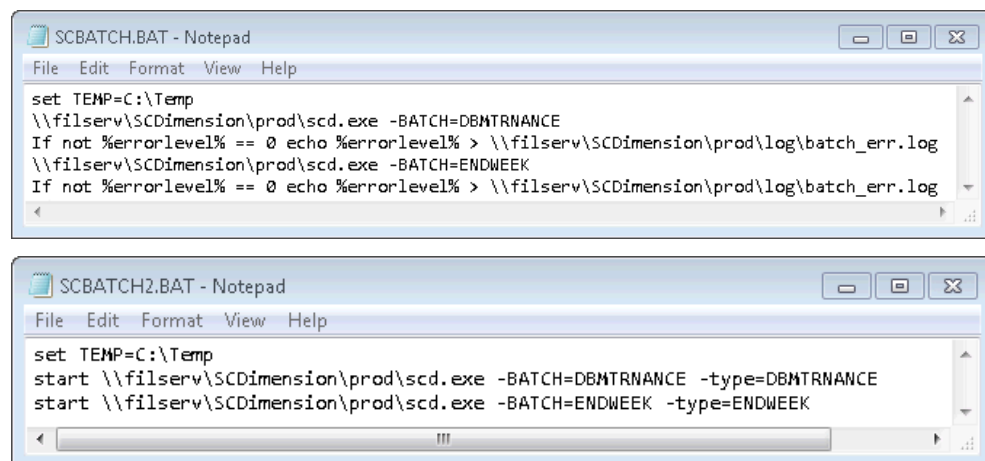 SCBATCH.BAT - Notepad
File Edit Format View Help
set TEMP=C:\Temp
\\filserv\SCDimension\prod\scd.exe -BATCH=DBMTRNANCE
If not %errorlevel% == 0 echo %errorlevel% > \\filserv\SCDimension\prod\log\batch_err.log
\\filserv\SCDimension\prod\scd.exe -BATCH=ENDWEEK
If not %errorlevel% == 0 echo %errorlevel% > \\filserv\SCDimension\prod\log\batch_err.log
SCBATCH2.BAT - Notepad
File Edit Format View Help
set TEMP=C:\Temp
start \\filserv\SCDimension\prod\scd.exe -BATCH=DBMTRNANCE -type=DBMTRNANCE
start \\filserv\SCDimension\prod\scd.exe -BATCH=ENDWEEK -type=ENDWEEK